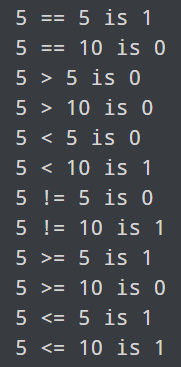 5 == 5 is 1
5 == 10 is 0
5 > 5 is 0
5 > 10 is 0
5 < 5 is 0
5 < 10 is 1
5 != 5 is 0
5 != 10 is 1
5 >= 5 is 1
5 >= 10 is 0
5 <= 5 is 1
5 <= 10 is 1